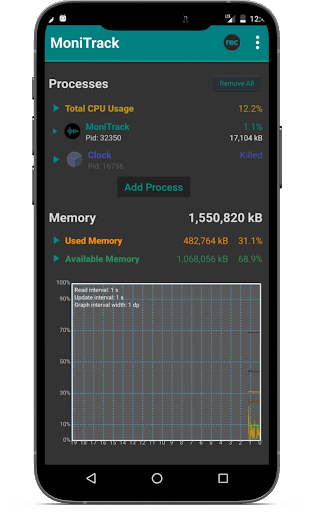 12:
MoniTrack
rec
Processes
Remove All
Total CPU Usage 12.2%
MoniTrack 1.1%
Pid: 32350 17,104 kB
Clock Killed
Pid: 16756
Add Process
Memory 1,550,820 kB
Used Memory 482,764 kB 31.1%
Available Memory 1,068,056 kB 68.9%
100%
Read interval: 1 s
Update interval: 1 s
90%
Graph interval width: 1 dp
70%
50%
30%
10%
0%
19 18 17 16 15 14 13 12 11 10 9 8 7 6 5 4 3 2 1 0